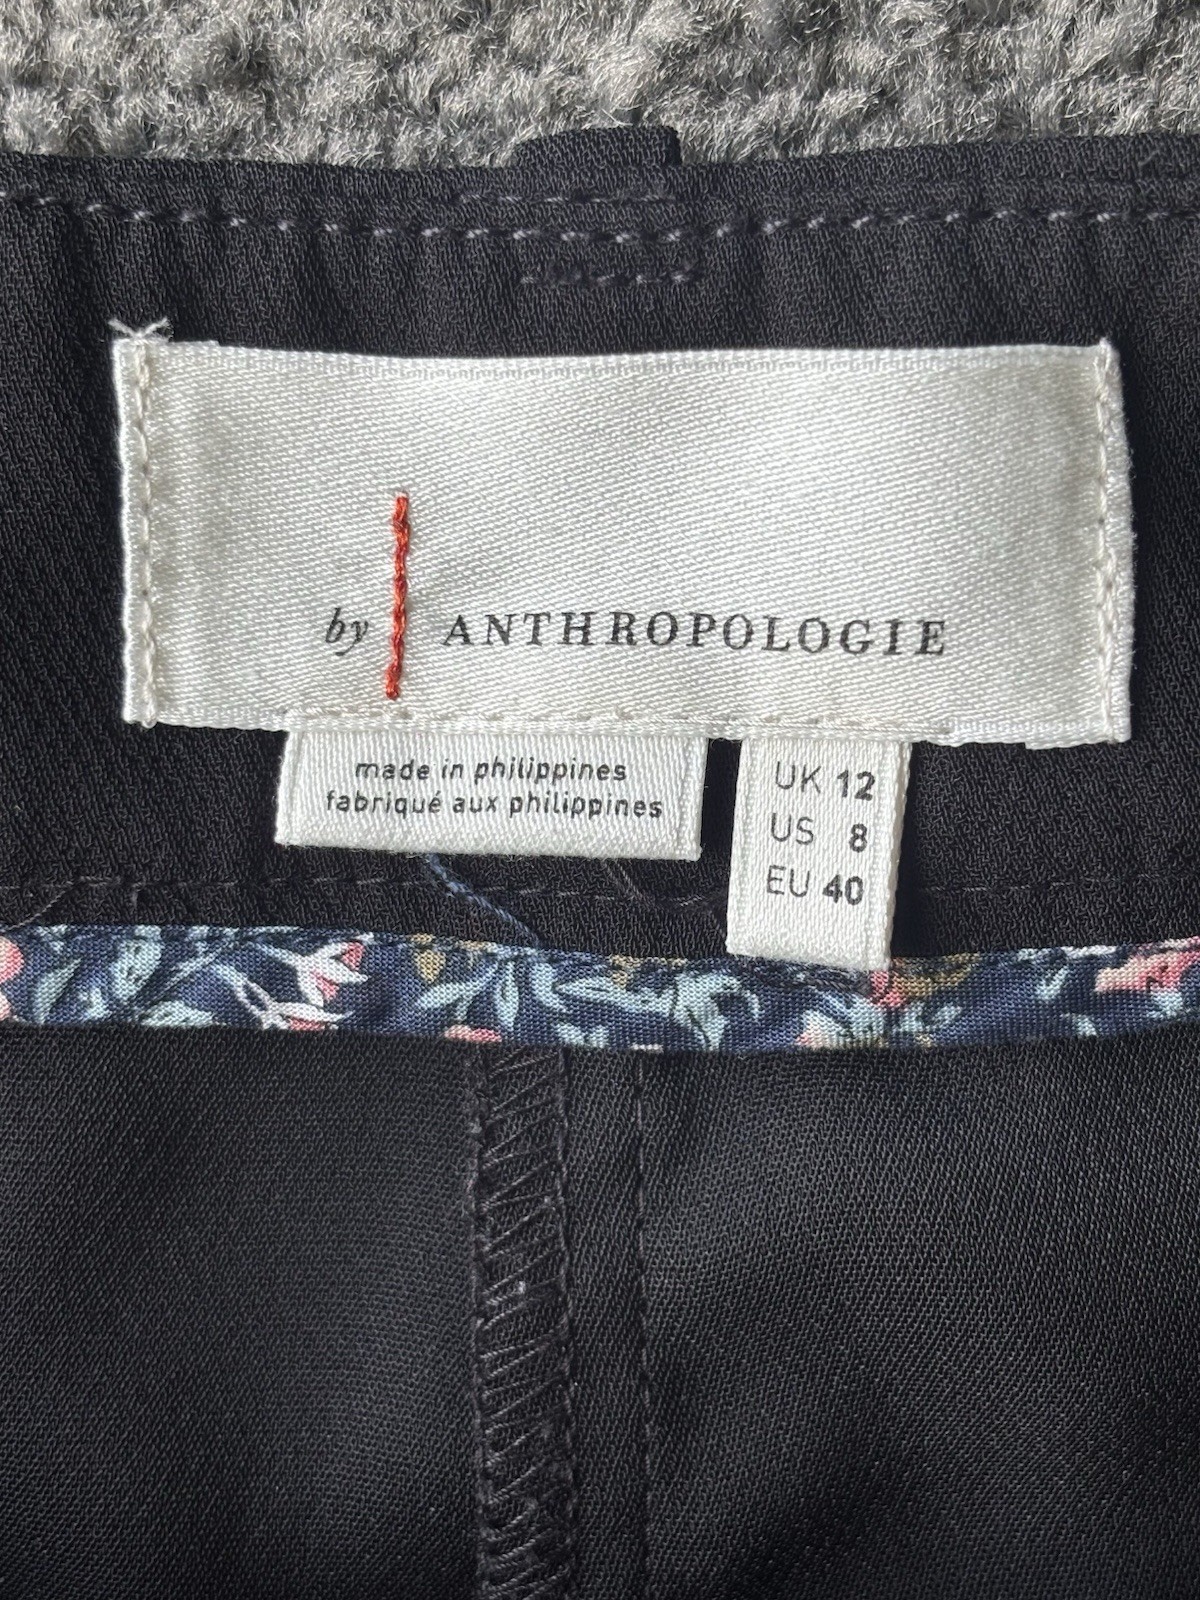 by ANTHROPOLOGIE
made in philippines
fabriqué aux philippines
UK 12
US 8
EU 40